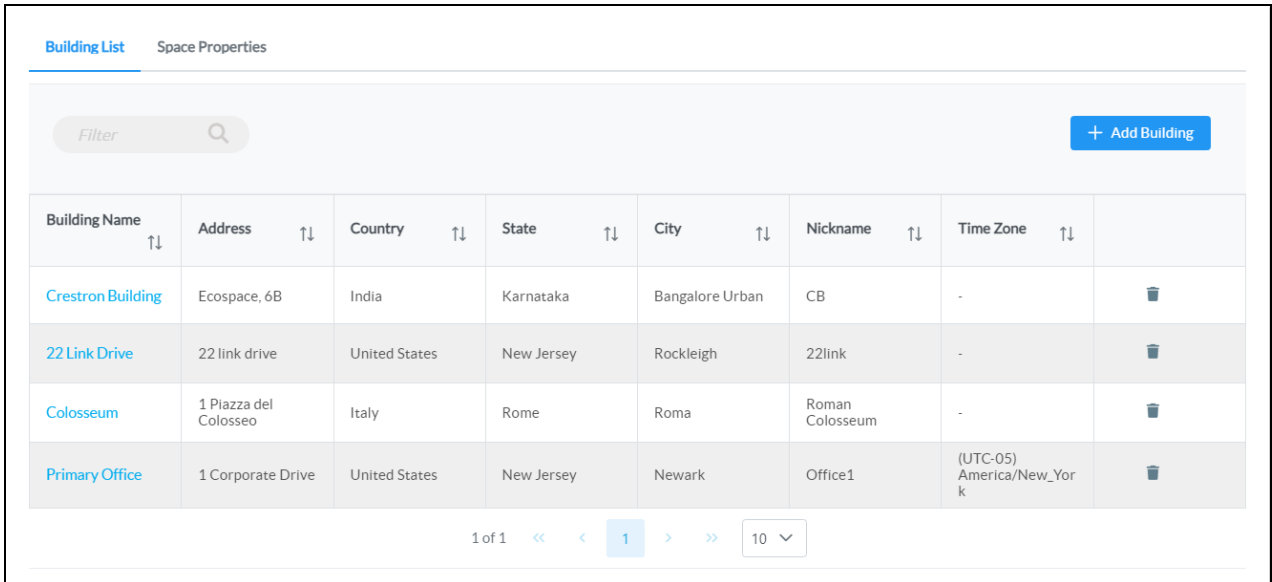 Building List Space Properties
Filter
+ Add Building
Building Name Address Country State City Nickname Time Zone
Crestron Building Ecospace, 6B India Karnataka Bangalore Urban CB -
22 Link Drive 22 link drive United States New Jersey Rockleigh 22link -
Colosseum 1 Piazza del Italy Rome Roma Roman -
Colosseo Colosseum
Primary Office 1 Corporate Drive United States New Jersey Newark Office1 (UTC-05)
America/New_Yor
k
1 of 1 << < 1 > >> 10